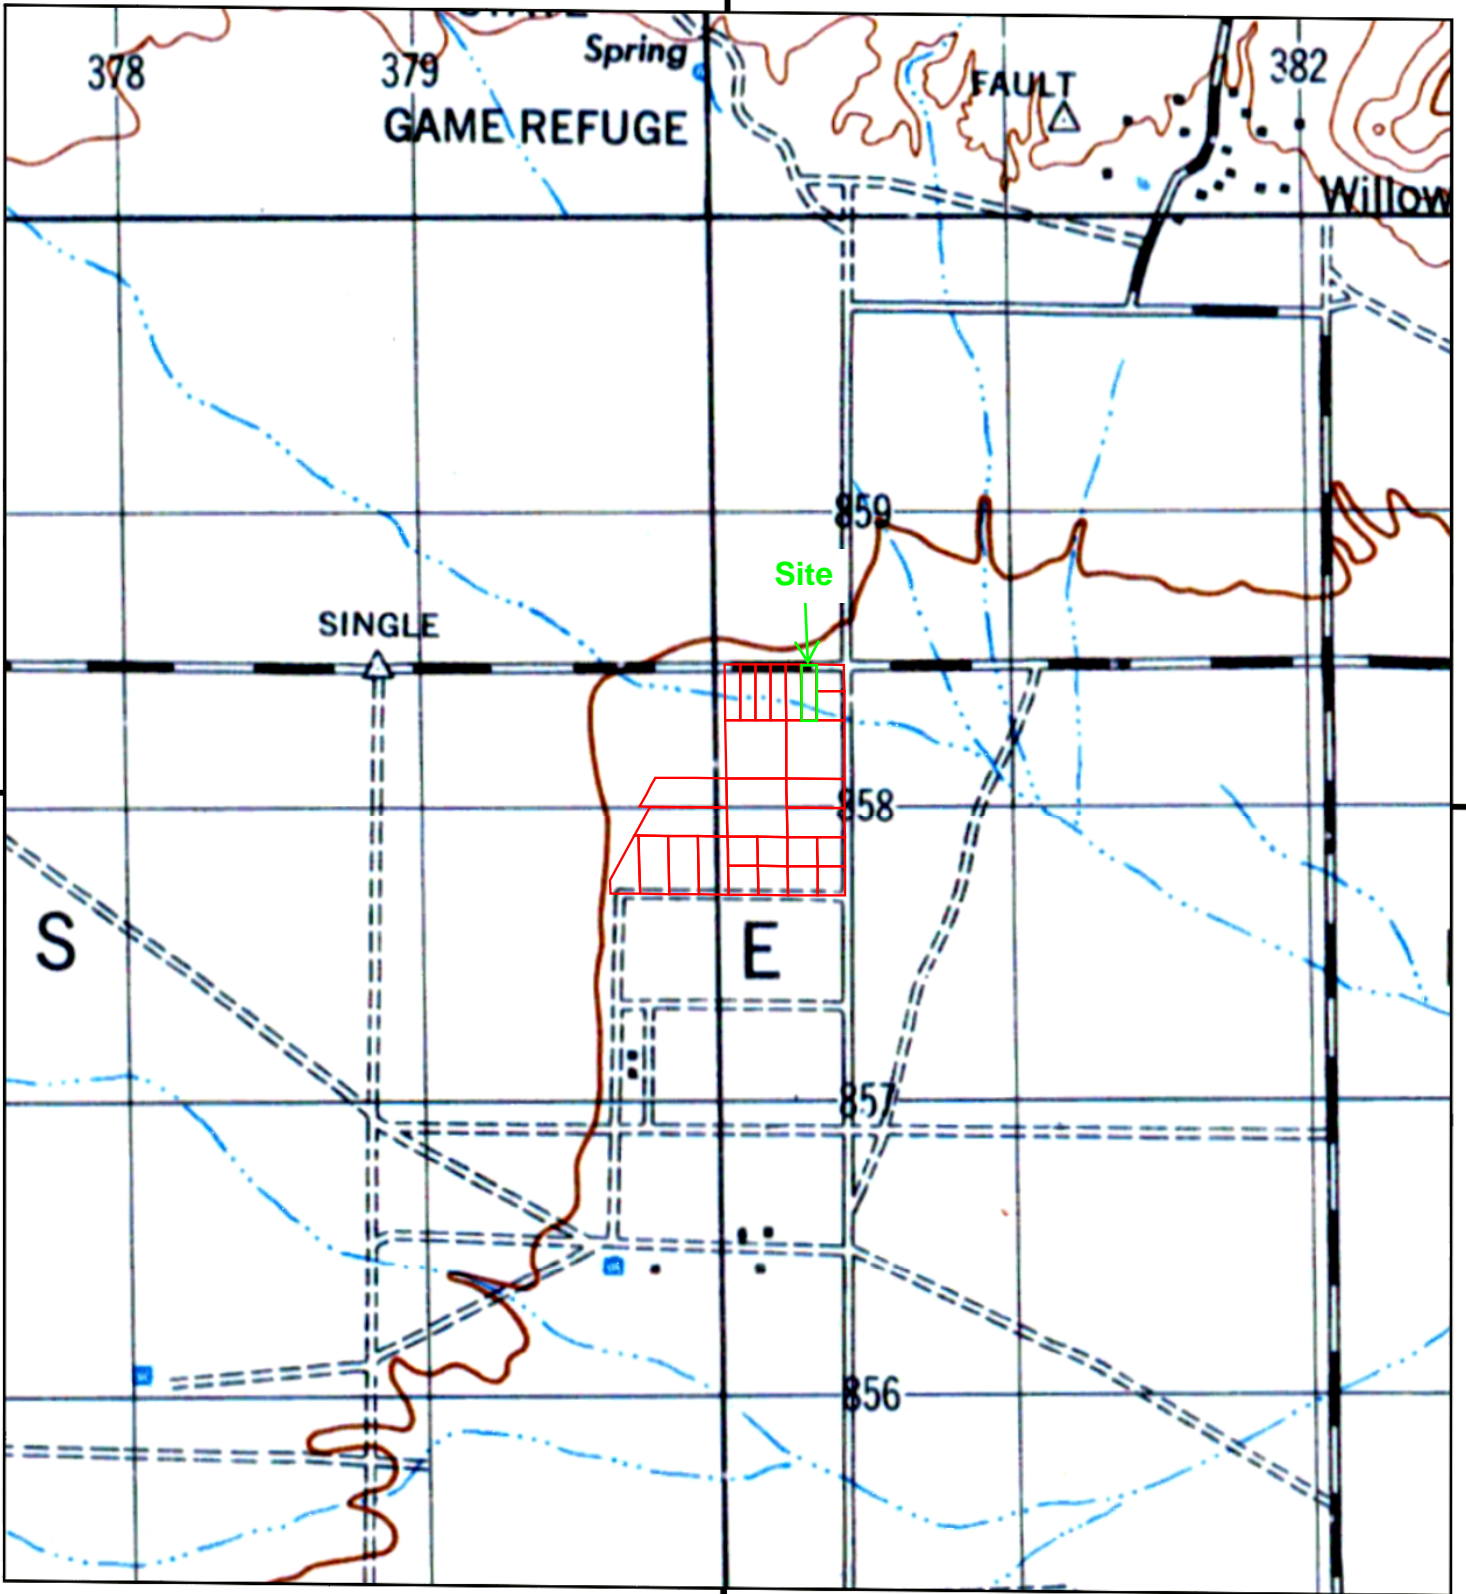 Spring
378
379
FAULT
382
GAME REFUGE
Willow
859
Site
SINGLE
858
S
E
857
856